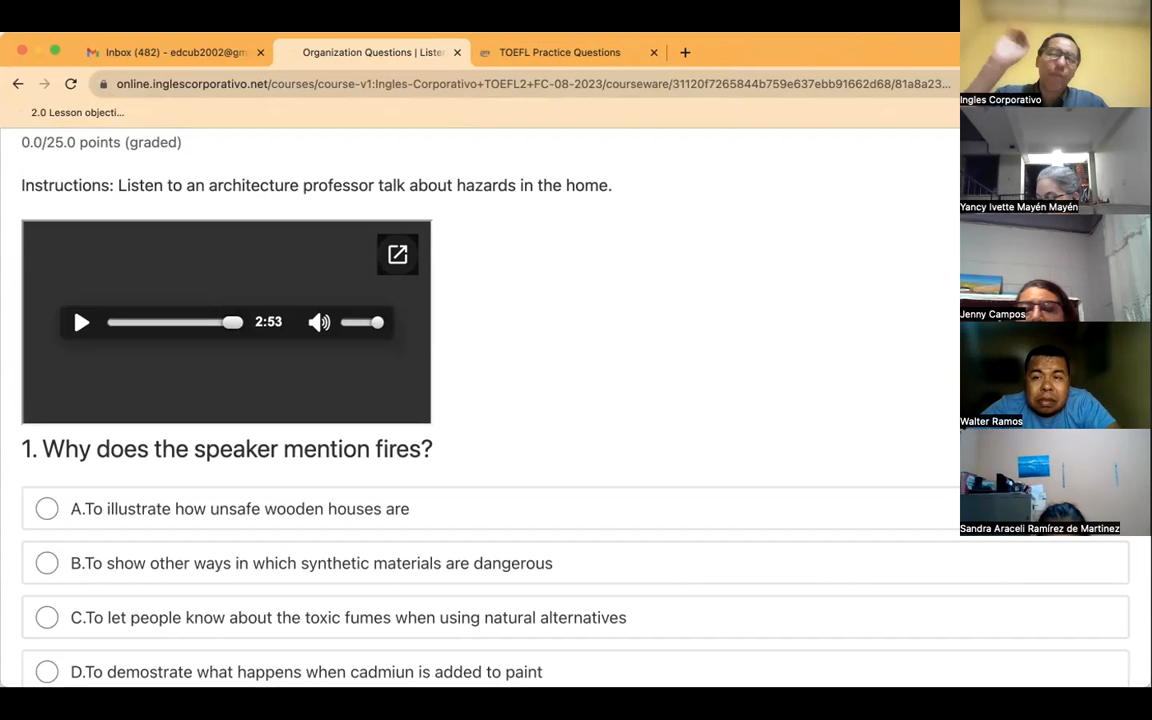 Inbox (482) - edcub2002@gm
Organization Questions | Liste
TOEFL Practice Questions
online.inglescorporativo.net/courses/course-v1:Ingles-Corporativo+TOEFL2+FC-08-2023/courseware/31120f7265844b759e637ebb91662d68/81a8a23...
2.0 Lesson objecti...
0.0/25.0 points (graded)
Instructions: Listen to an architecture professor talk about hazards in the home.
2:53
1. Why does the speaker mention fires?
A.To illustrate how unsafe wooden houses are
B.To show other ways in which synthetic materials are dangerous
C.To let people know about the toxic fumes when using natural alternatives
D.To demostrate what happens when cadmiun is added to paint
Ingles Corporativo
Yancy Ivette Mayén Mayén
Jenny Campos
Walter Ramos
Sandra Araceli Ramírez de Martinez